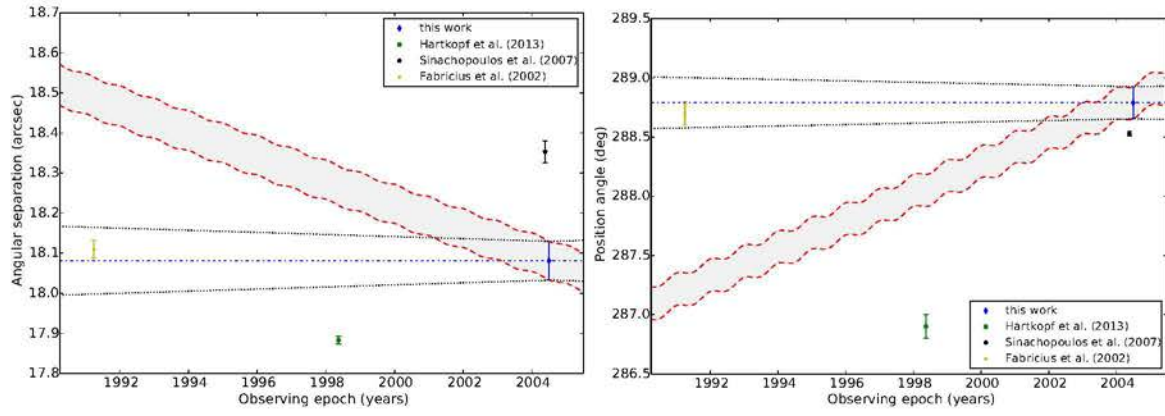 18.7
18.6
18.5
18.4
18.3
18.2
18.1
18.0
17.9
17.8
Angular separation (arcsec)
this work
Hartkopf et al. (2013)
Sinachopoulos et al. (2007)
Fabricius et al. (2002)
1992 1994 1996 1998 2000 2002 2004
Observing epoch (years)
289.5
289.0
288.5
288.0
287.5
287.0
286.5
Position angle (deg)
this work
Hartkopf et al. (2013)
Sinachopoulos et al. (2007)
Fabricius et al. (2002)
1992 1994 1996 1998 2000 2002 2004
Observing epoch (years)